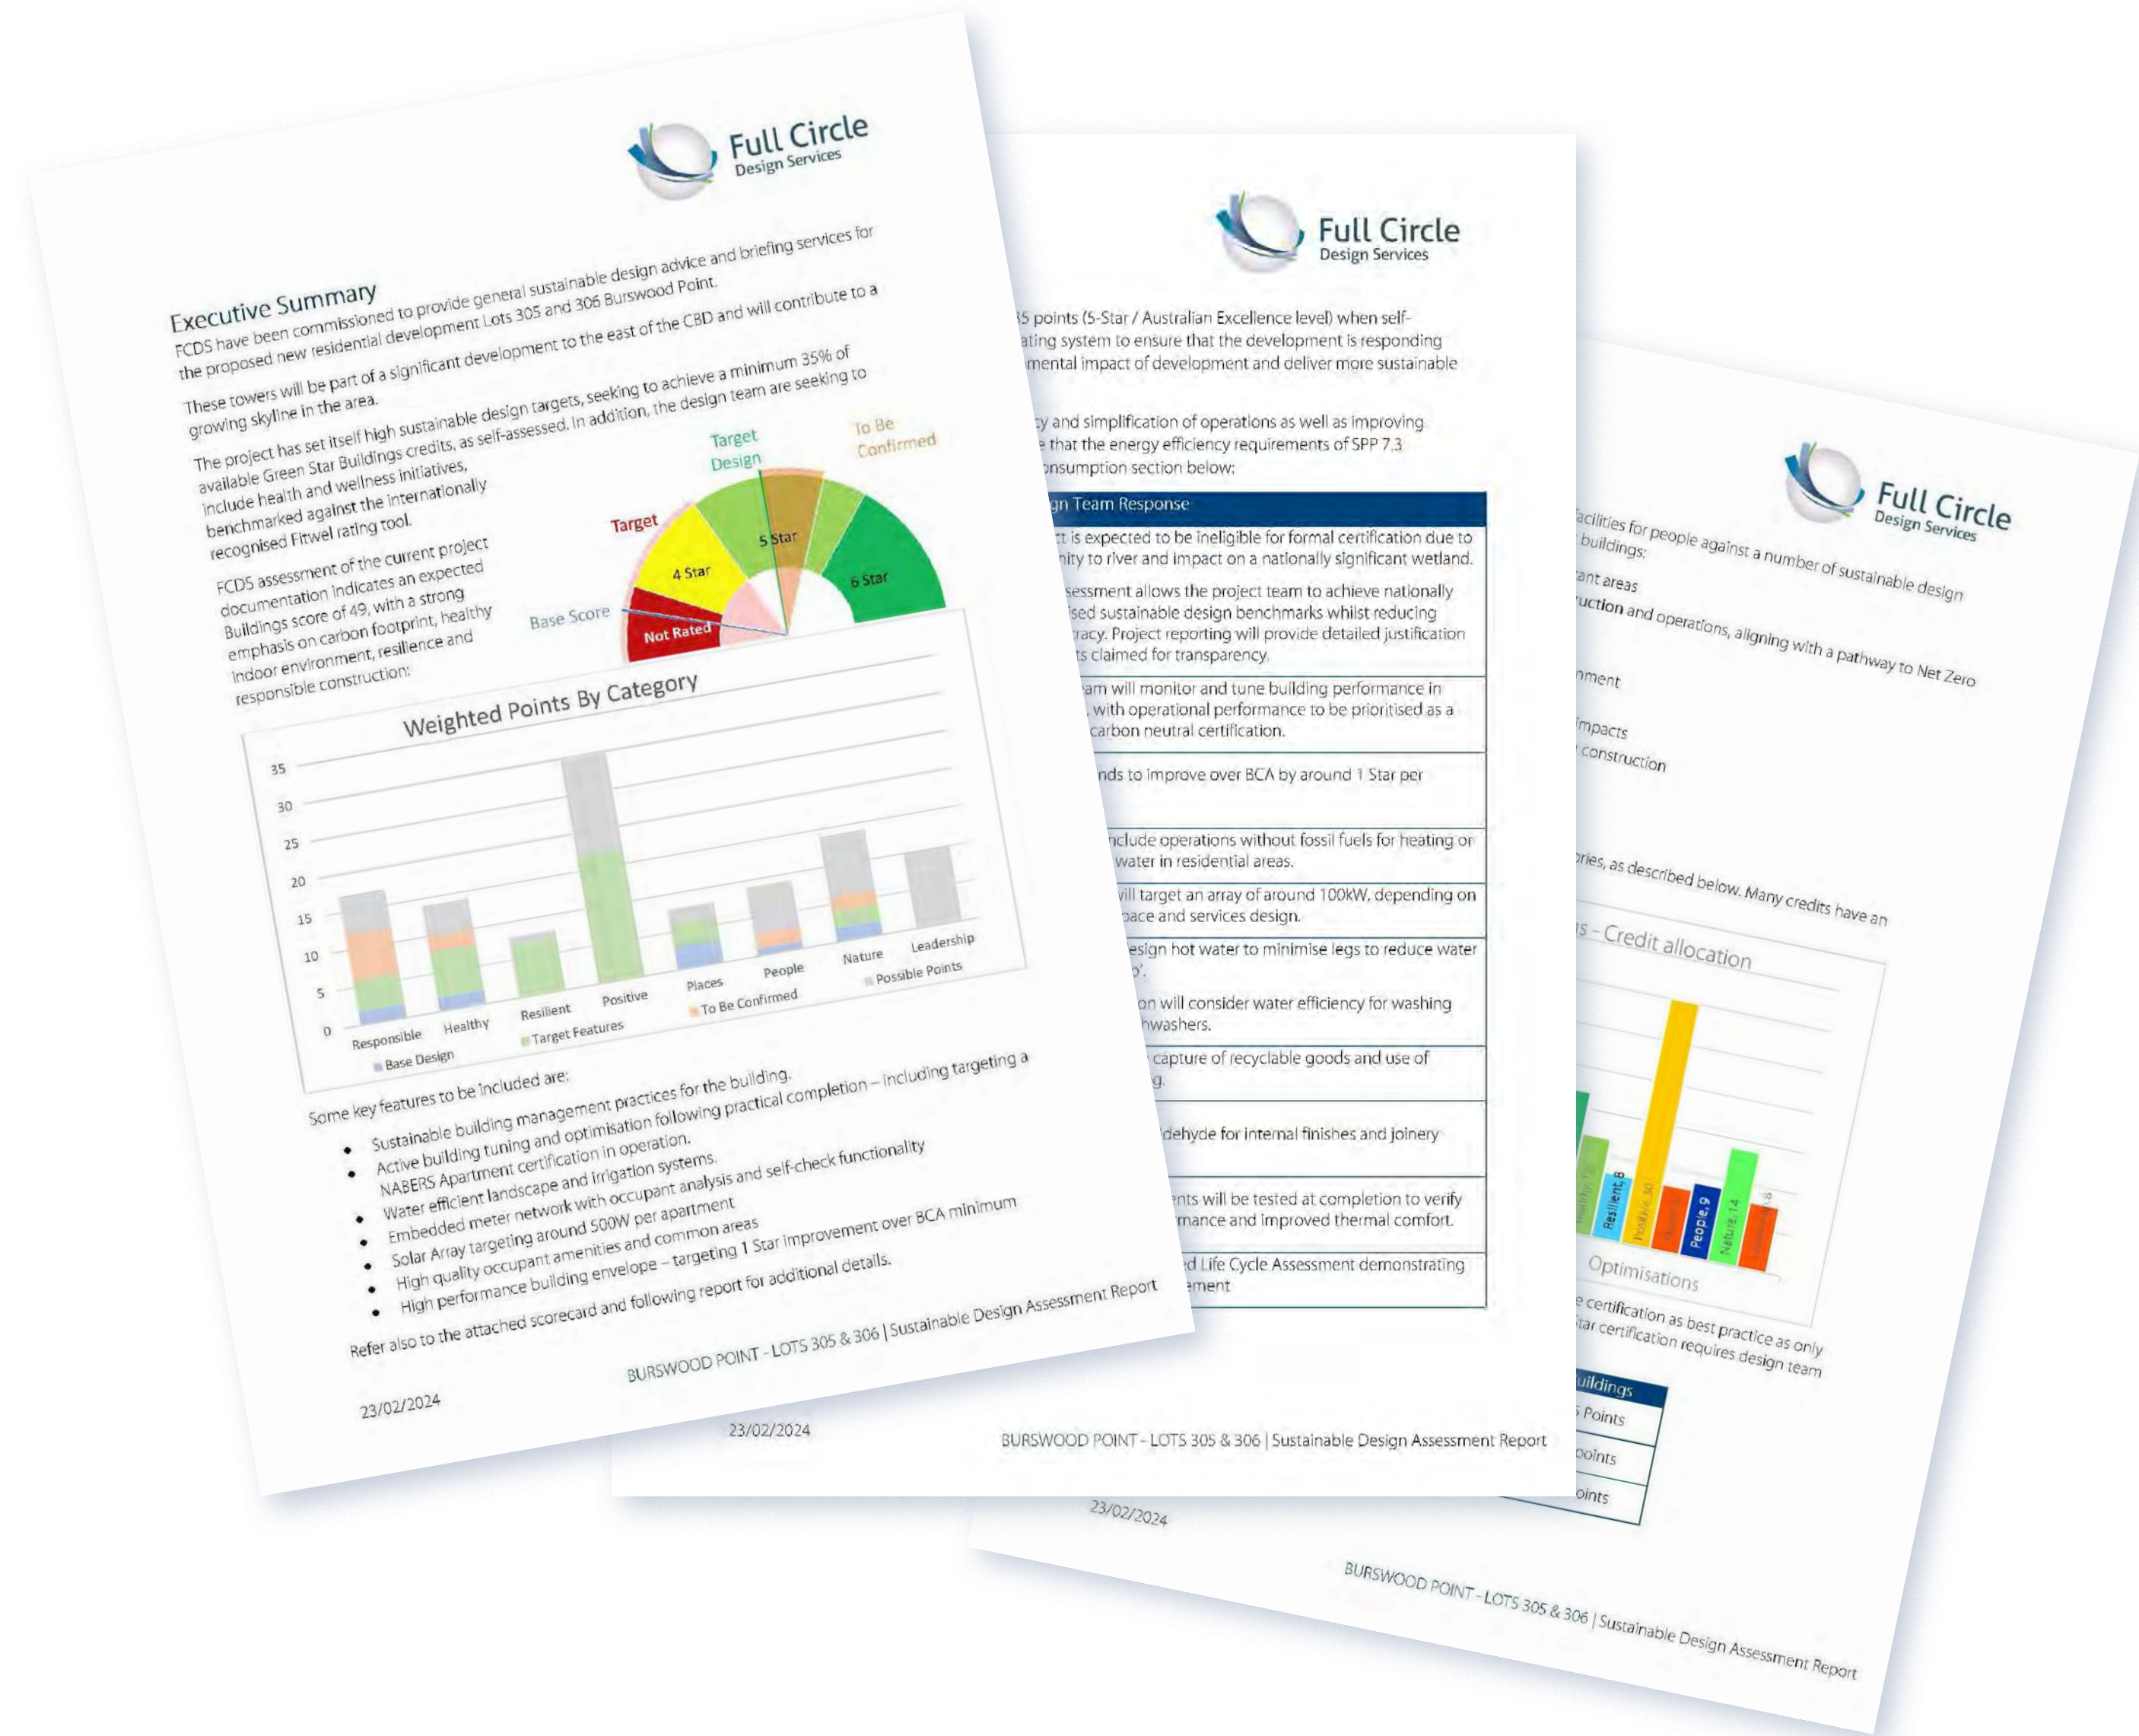 Full Circle
Design Services
Executive Summary
FCDS have been commissioned to provide general sustainable design advice and briefing services for
the proposed new residential development Lots 305 and 306 Burswood Point.
These towers will be part of a significant development to the east of the CBD and will contribute to a
growing skyline in the area.
The project has set itself high sustainable design targets, seeking to achieve a minimum 35% of
available Green Star Buildings credits, as self-assessed. In addition, the design team are seeking to
include health and wellness initiatives,
benchmarked against the internationally
recognised Fitwel rating tool.
FCDS assessment of the current project
documentation indicates an expected
Buildings score of 49, with a strong
emphasis on carbon footprint, healthy
indoor environment, resilience and
responsible construction:
Target
Design
To Be
Confirmed
Target
5 Star
4 Star
6 Star
Base Score
Not Rated
Weighted Points By Category
35
30
25
20
15
10
5
0
Responsible
Healthy
Resilient
Positive
Places
People
Nature
Leadership
Base Design
Target Features
To Be Confirmed
Possible Points
Some key features to be included are:
• Sustainable building management practices for the building.
• Active building tuning and optimisation following practical completion – including targeting a
NABERS Apartment certification in operation.
• Water efficient landscape and irrigation systems.
• Embedded meter network with occupant analysis and self-check functionality
• Solar Array targeting around 500W per apartment
• High quality occupant amenities and common areas
• High performance building envelope – targeting 1 Star improvement over BCA minimum
Refer also to the attached scorecard and following report for additional details.
BURSWOOD POINT - LOTS 305 & 306 | Sustainable Design Assessment Report
23/02/2024
Full Circle
Design Services
35 points (5-Star / Australian Excellence level) when self-
ating system to ensure that the development is responding
mental impact of development and deliver more sustainable
cy and simplification of operations as well as improving
e that the energy efficiency requirements of SPP 7.3
onsumption section below:
gn Team Response
ct is expected to be ineligible for formal certification due to
nity to river and impact on a nationally significant wetland.
sessment allows the project team to achieve nationally
ised sustainable design benchmarks whilst reducing
racy. Project reporting will provide detailed justification
ts claimed for transparency.
am will monitor and tune building performance in
, with operational performance to be prioritised as a
carbon neutral certification.
nds to improve over BCA by around 1 Star per
nclude operations without fossil fuels for heating or
water in residential areas.
will target an array of around 100kW, depending on
pace and services design.
esign hot water to minimise legs to reduce water
o'.
on will consider water efficiency for washing
hwashers.
capture of recyclable goods and use of
g.
dehyde for internal finishes and joinery
ents will be tested at completion to verify
rmance and improved thermal comfort.
ed Life Cycle Assessment demonstrating
ement
23/02/2024
BURSWOOD POINT - LOTS 305 & 306 | Sustainable Design Assessment Report
Full Circle
Design Services
facilities for people against a number of sustainable design
buildings:
ant areas
ruction and operations, aligning with a pathway to Net Zero
nment
impacts
construction
ories, as described below. Many credits have an
s - Credit allocation
Resilient, 8
Positive, 30
People, 9
Nature, 14
Optimisations
e certification as best practice as only
tar certification requires design team
uildings
Points
points
oints
23/02/2024
BURSWOOD POINT - LOTS 305 & 306 | Sustainable Design Assessment Report